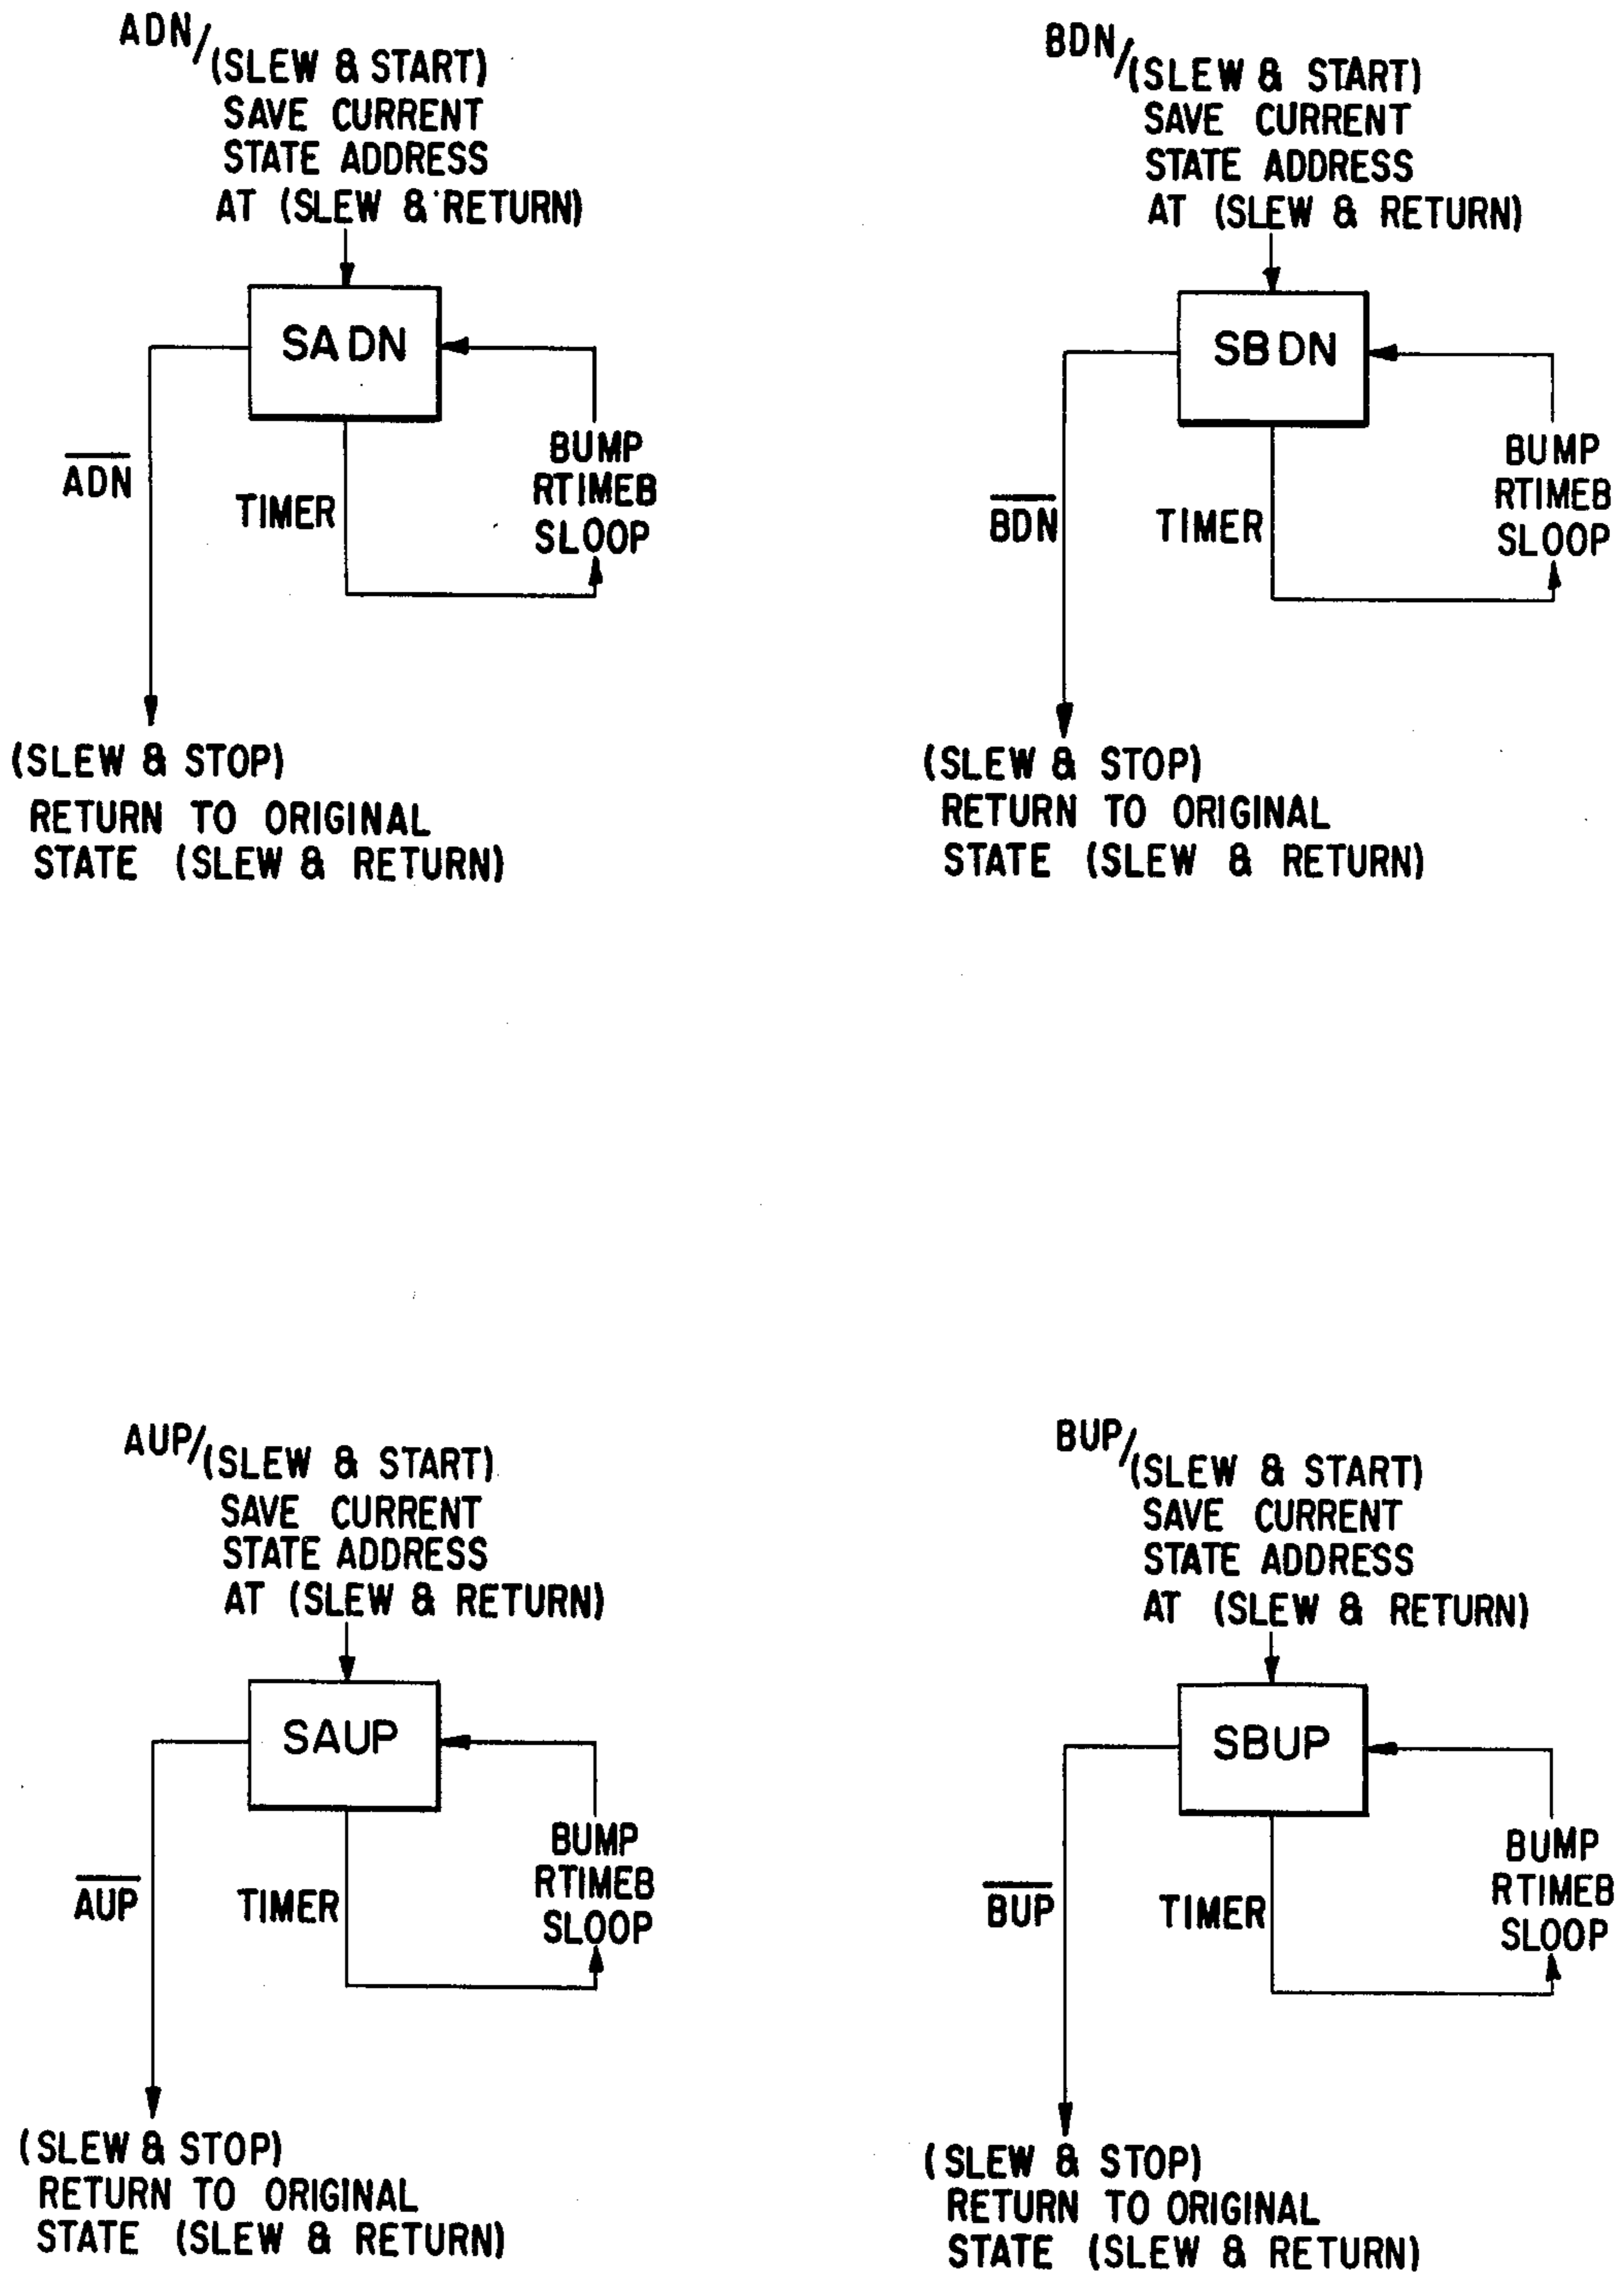 ADN/
(SLEW & START)
SAVE CURRENT
STATE ADDRESS
AT (SLEW & RETURN)
SADN
A̅D̅N̅
TIMER
BUMP
RTIMEB
SLOOP
(SLEW & STOP)
RETURN TO ORIGINAL
STATE (SLEW & RETURN)
BDN/
(SLEW & START)
SAVE CURRENT
STATE ADDRESS
AT (SLEW & RETURN)
SBDN
B̅D̅N̅
TIMER
BUMP
RTIMEB
SLOOP
(SLEW & STOP)
RETURN TO ORIGINAL
STATE (SLEW & RETURN)
AUP/
(SLEW & START)
SAVE CURRENT
STATE ADDRESS
AT (SLEW & RETURN)
SAUP
A̅U̅P̅
TIMER
BUMP
RTIMEB
SLOOP
(SLEW & STOP)
RETURN TO ORIGINAL
STATE (SLEW & RETURN)
BUP/
(SLEW & START)
SAVE CURRENT
STATE ADDRESS
AT (SLEW & RETURN)
SBUP
B̅U̅P̅
TIMER
BUMP
RTIMEB
SLOOP
(SLEW & STOP)
RETURN TO ORIGINAL
STATE (SLEW & RETURN)